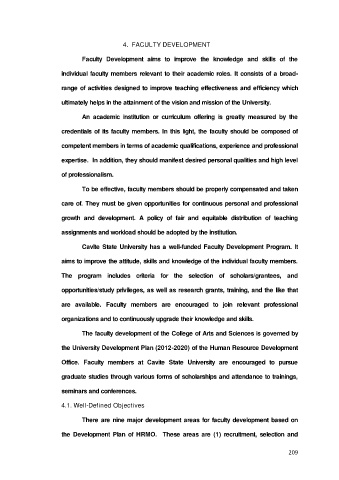 4. FACULTY DEVELOPMENT
Faculty Development aims to improve the knowledge and skills of the
individual faculty members relevant to their academic roles. It consists of a broad-
range of activities designed to improve teaching effectiveness and efficiency which
ultimately helps in the attainment of the vision and mission of the University.
An academic institution or curriculum offering is greatly measured by the
credentials of its faculty members. In this light, the faculty should be composed of
competent members in terms of academic qualifications, experience and professional
expertise. In addition, they should manifest desired personal qualities and high level
of professionalism.
To be effective, faculty members should be properly compensated and taken
care of. They must be given opportunities for continuous personal and professional
growth and development. A policy of fair and equitable distribution of teaching
assignments and workload should be adopted by the Institution.
Cavite State University has a well-funded Faculty Development Program. It
aims to improve the attitude, skills and knowledge of the individual faculty members.
The program includes criteria for the selection of scholars/grantees, and
opportunities/study privileges, as well as research grants, training, and the like that
are available. Faculty members are encouraged to join relevant professional
organizations and to continuously upgrade their knowledge and skills.
The faculty development of the College of Arts and Sciences is governed by
the University Development Plan (2012-2020) of the Human Resource Development
Office. Faculty members at Cavite State University are encouraged to pursue
graduate studies through various forms of scholarships and attendance to trainings,
seminars and conferences.
4.1. Well-Defined Objectives
There are nine major development areas for faculty development based on
the Development Plan of HRMO. These areas are (1) recruitment, selection and
209